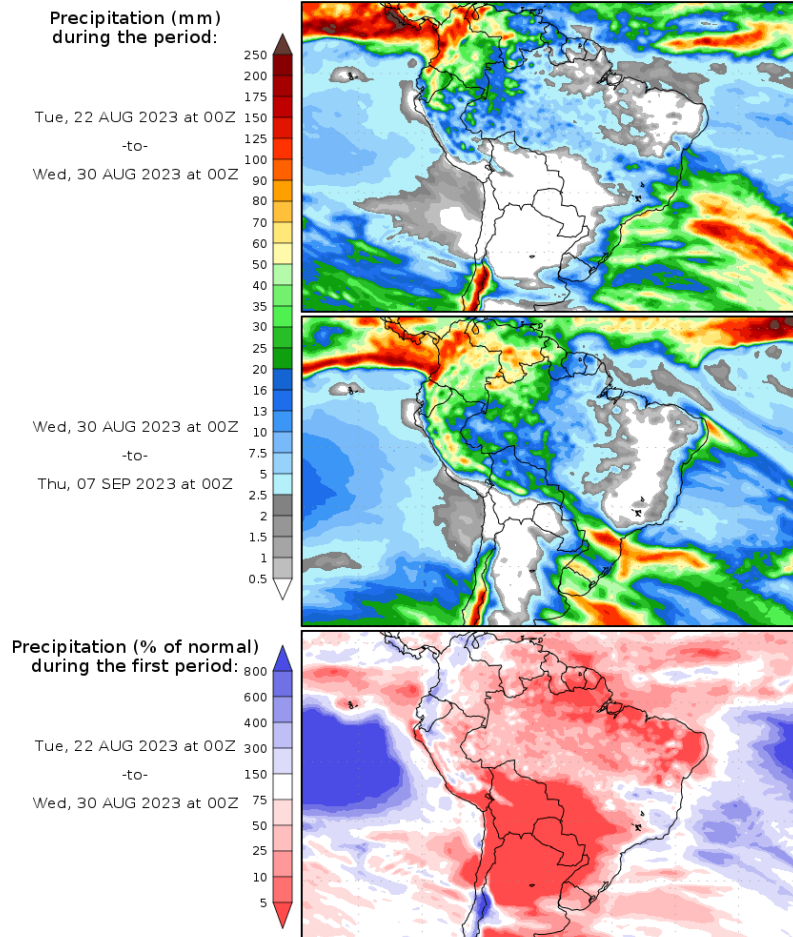 Precipitation (mm)
during the period:
Tue, 22 AUG 2023 at 00Z
-to-
Wed, 30 AUG 2023 at 00Z
Wed, 30 AUG 2023 at 00Z
-to-
Thu, 07 SEP 2023 at 00Z
250
200
175
150
125
100
90
80
70
60
50
40
35
30
25
20
16
13
10
7.5
5
2.5
2
1.5
1
0.5
Precipitation (% of normal)
during the first period:
Tue, 22 AUG 2023 at 00Z
-to-
Wed, 30 AUG 2023 at 00Z
800
600
400
300
150
75
50
25
10
5